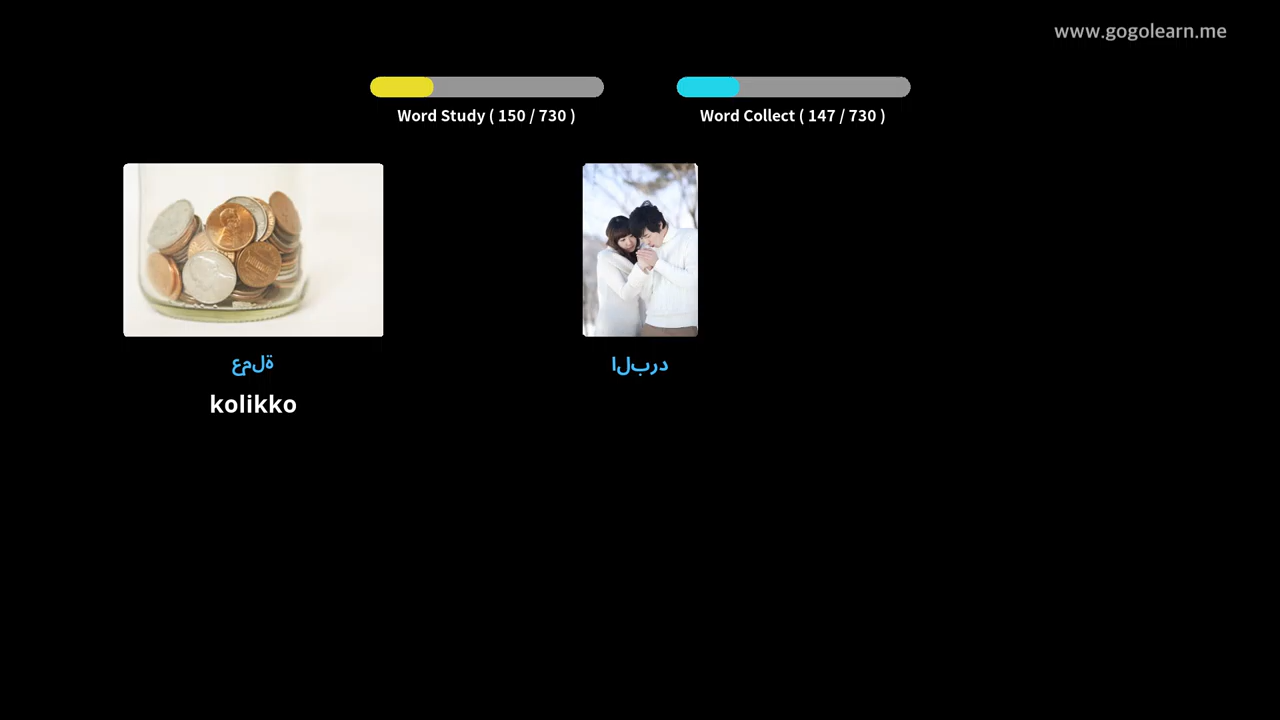 www.gogolearn.me
Word Study ( 150 / 730 )
Word Collect ( 147 / 730 )
عملة
kolikko
البرد